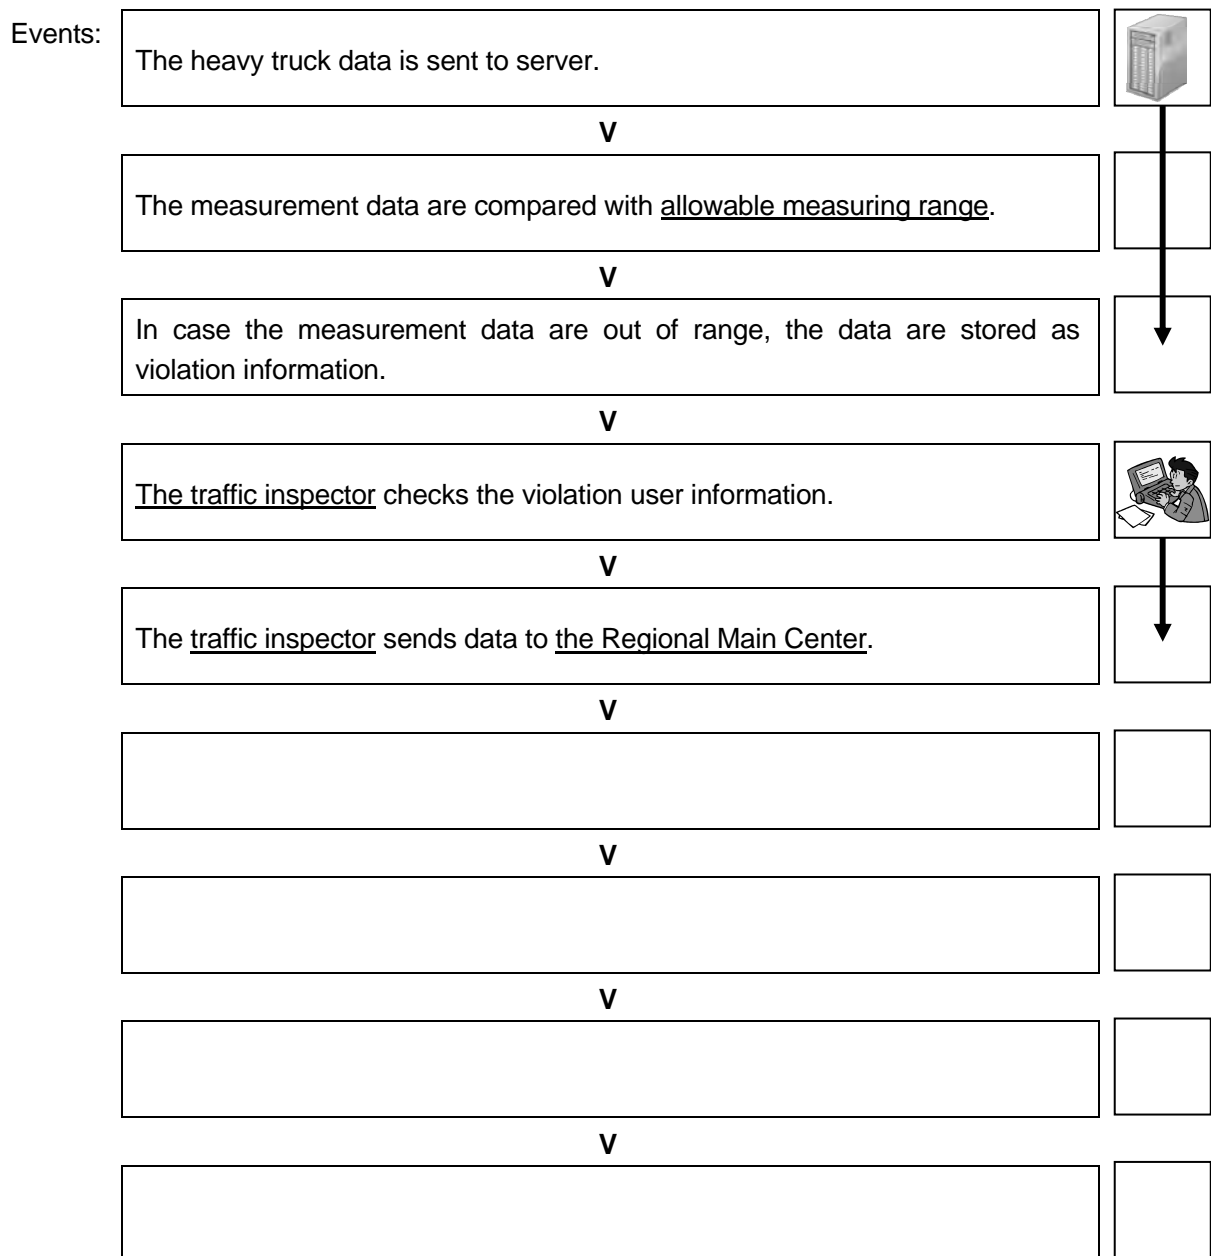 Events:
The heavy truck data is sent to server.
V
The measurement data are compared with allowable measuring range.
V
In case the measurement data are out of range, the data are stored as
violation information.
V
The traffic inspector checks the violation user information.
V
The traffic inspector sends data to the Regional Main Center.
V
V
V
V